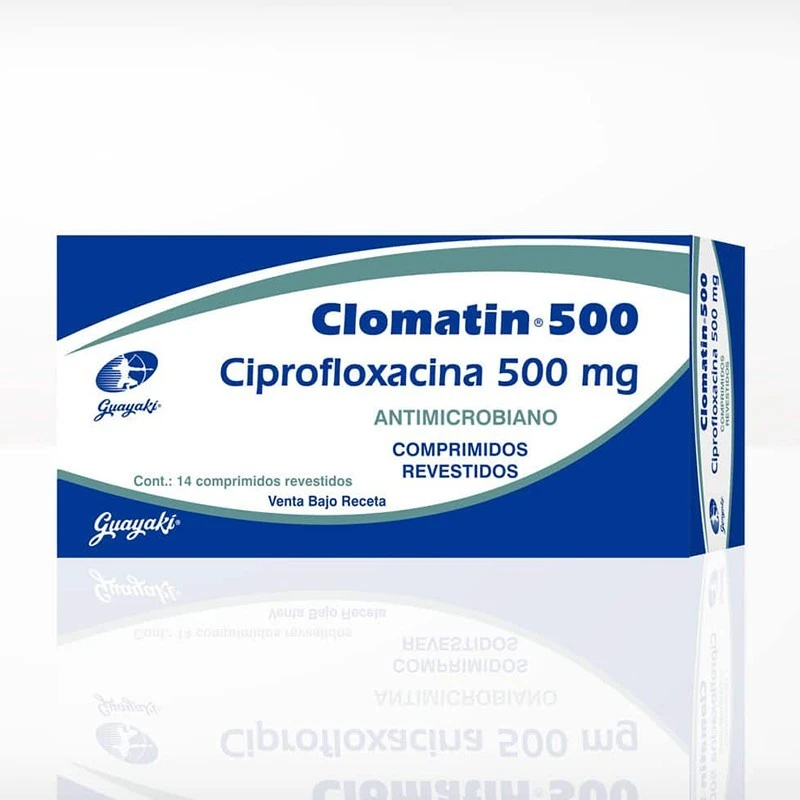 Clomatin® 500
Ciprofloxacina 500 mg
ANTIMICROBIANO
COMPRIMIDOS
REVESTIDOS
Guayaki®
Cont.: 14 comprimidos revestidos
Venta Bajo Receta
Guayaki®
Clomatin®500
Ciprofloxacina 500 mg
COMPRIMIDOS
REVESTIDOS
Guayaki